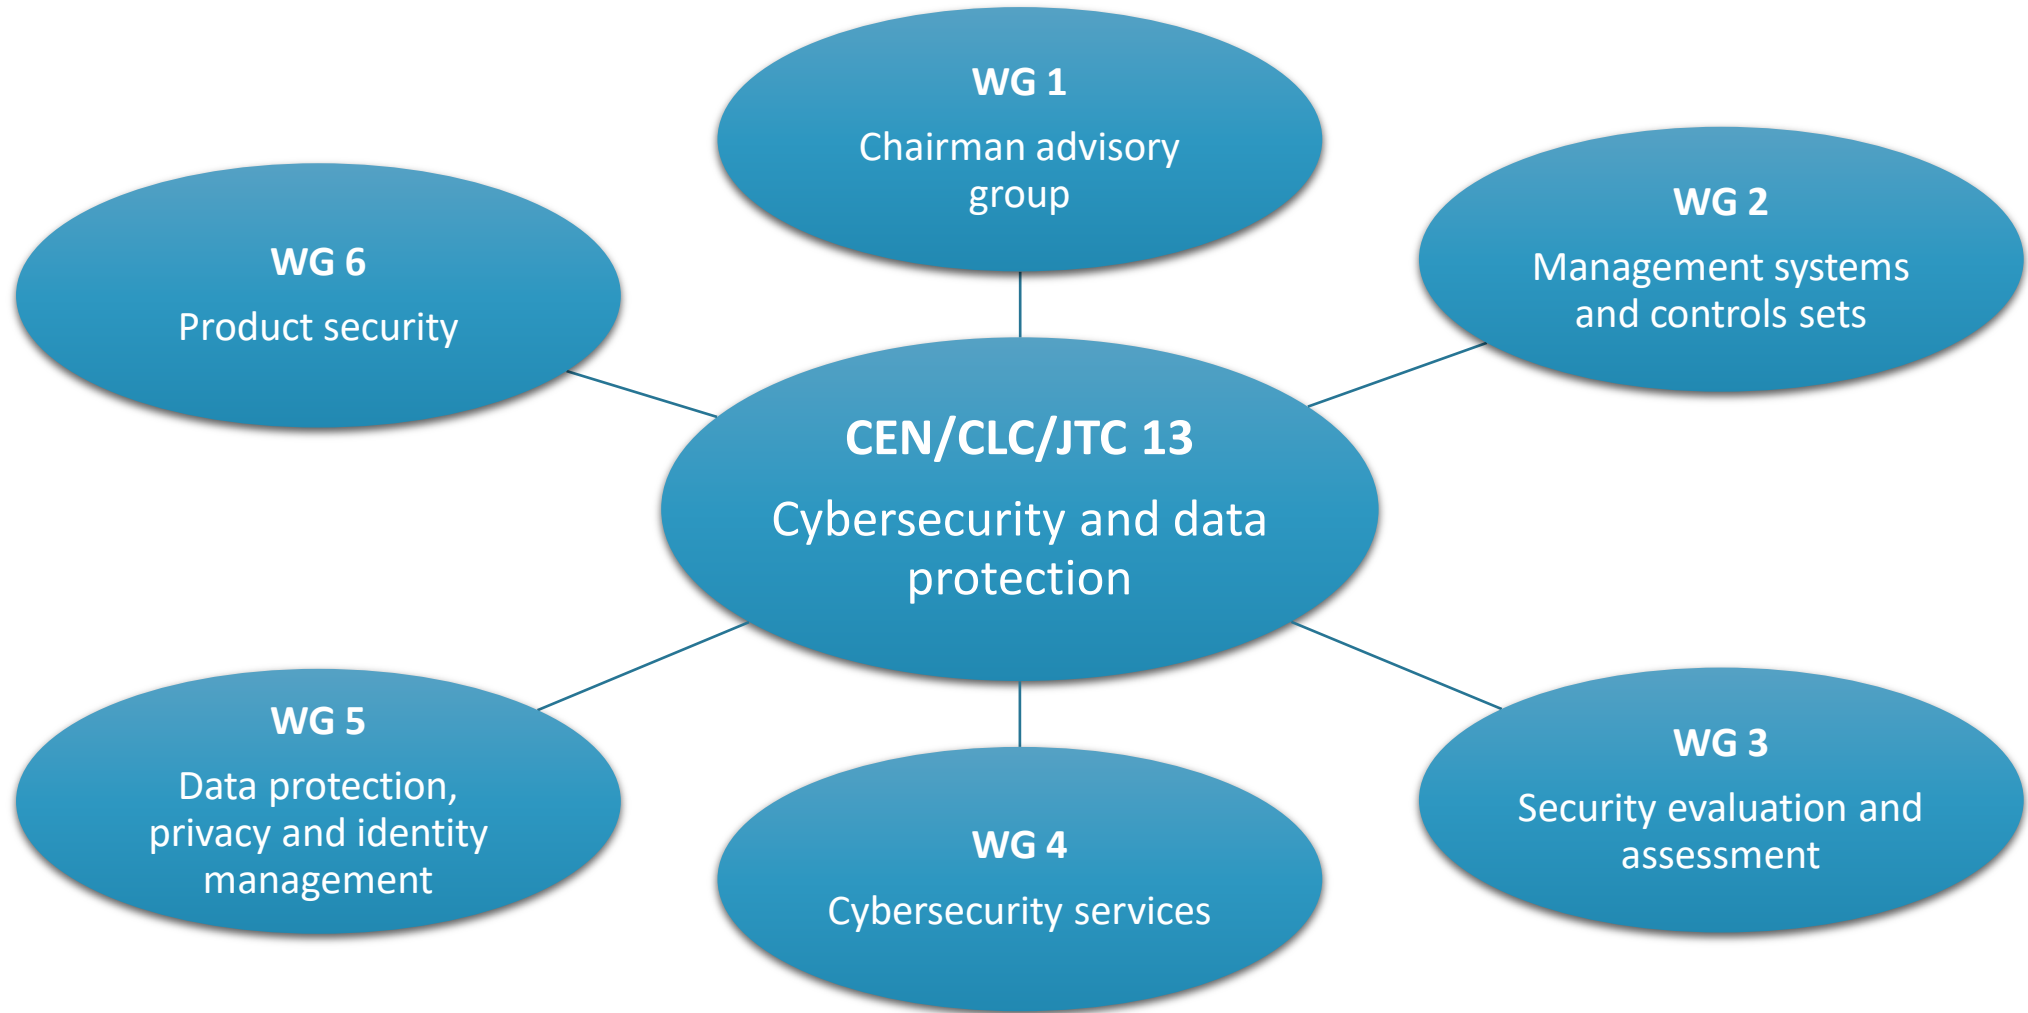 WG 1
Chairman advisory
group
WG 2
Management systems
and controls sets
WG 6
Product security
CEN/CLC/JTC 13
Cybersecurity and data
protection
WG 5
Data protection,
privacy and identity
management
WG 3
Security evaluation and
assessment
WG 4
Cybersecurity services